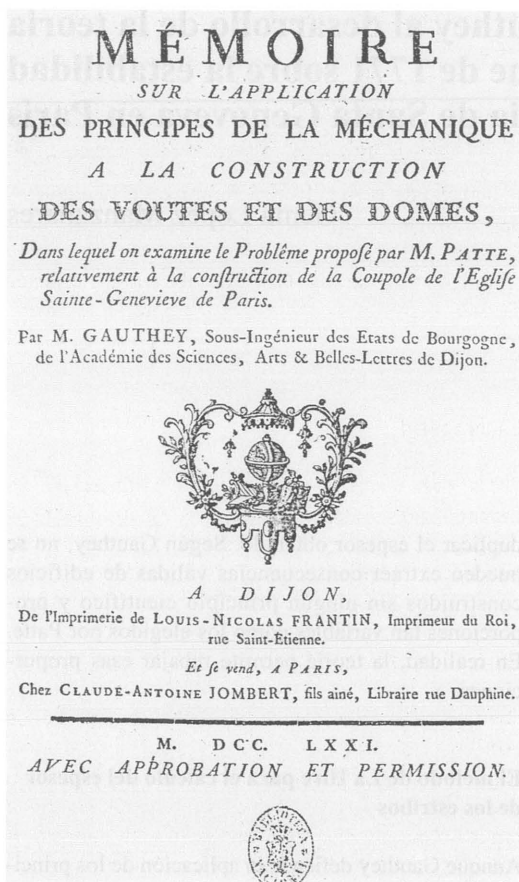 MÉMOIRE
SUR L'APPLICATION
DES PRINCIPES DE LA MÉCHANIQUE
A LA CONSTRUCTION
DES VOUTES ET DES DOMES,
Dans lequel on examine le Problême proposé par M. PATTE,
relativement à la construction de la Coupole de l'Eglise
Sainte-Genevieve de Paris.
Par M. GAUTHEY, Sous-Ingénieur des Etats de Bourgogne,
de l'Académie des Sciences, Arts & Belles-Lettres de Dijon.
A DIJON,
De l'Imprimerie de LOUIS-NICOLAS FRANTIN, Imprimeur du Roi,
rue Saint-Etienne.
Et se vend, A PARIS,
Chez CLAUDE-ANTOINE JOMBERT, fils ainé, Libraire rue Dauphine.
M. DCC. LXXI.
AVEC APPROBATION ET PERMISSION.